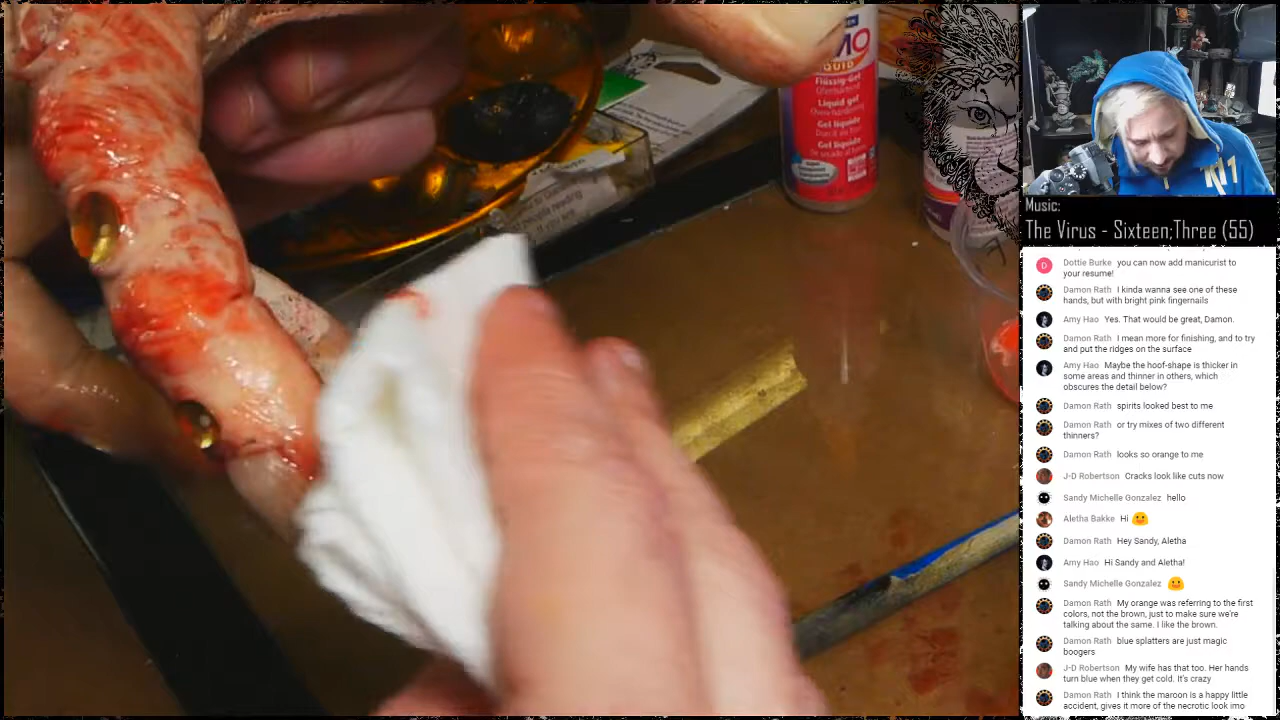 QUID
Flüssig-Gel
Liquid gel
Gel liquide
Music:
The Virus - Sixteen;Three (55)
D
Dottie Burke you can now add manicurist to
your resume!
Damon Rath I kinda wanna see one of these
hands, but with bright pink fingernails
Amy Hao Yes. That would be great, Damon.
Damon Rath I mean more for finishing, and to try
and put the ridges on the surface
Amy Hao Maybe the hoof-shape is thicker in
some areas and thinner in others, which
obscures the detail below?
Damon Rath spirits looked best to me
Damon Rath or try mixes of two different
thinners?
Damon Rath looks so orange to me
J-D Robertson Cracks look like cuts now
Sandy Michelle Gonzalez hello
Aletha Bakke Hi
Damon Rath Hey Sandy, Aletha
Amy Hao Hi Sandy and Aletha!
Sandy Michelle Gonzalez
Damon Rath My orange was referring to the first
colors, not the brown, just to make sure we're
talking about the same. I like the brown.
Damon Rath blue splatters are just magic
boogers
J-D Robertson My wife has that too. Her hands
turn blue when they get cold. It's crazy
Damon Rath I think the maroon is a happy little
accident, gives it more of the necrotic look imo